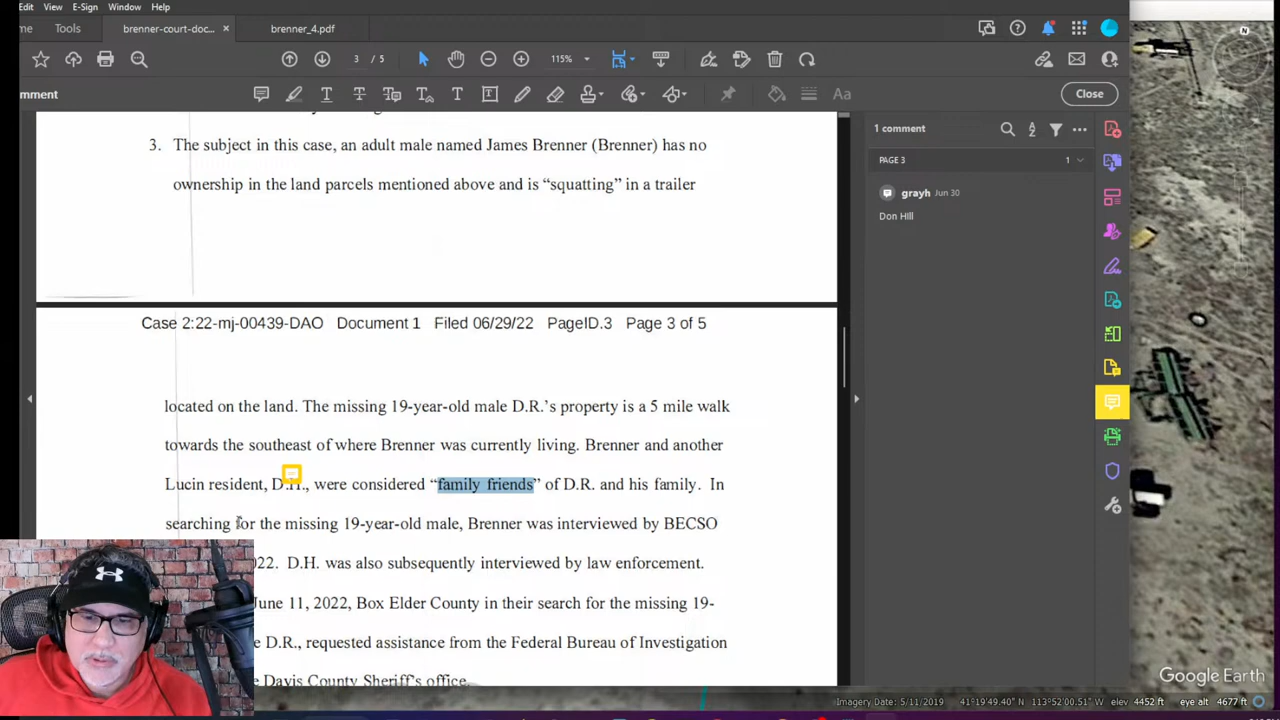 Edit View E-Sign Window Help
me Tools brenner-court-doc... × brenner_4.pdf
3 / 5 115%
mment Close
3. The subject in this case, an adult male named James Brenner (Brenner) has no
ownership in the land parcels mentioned above and is “squatting” in a trailer
Case 2:22-mj-00439-DAO Document 1 Filed 06/29/22 PageID.3 Page 3 of 5
located on the land. The missing 19-year-old male D.R.’s property is a 5 mile walk
towards the southeast of where Brenner was currently living. Brenner and another
Lucin resident, D.H., were considered “family friends” of D.R. and his family. In
searching for the missing 19-year-old male, Brenner was interviewed by BECSO
022. D.H. was also subsequently interviewed by law enforcement.
June 11, 2022, Box Elder County in their search for the missing 19-
e D.R., requested assistance from the Federal Bureau of Investigation
e Davis County Sheriff's office.
1 comment
PAGE 3 1
grayh Jun 30
Don Hill
N
Google Earth
Imagery Date: 5/11/2019 41°19'49.40" N 113°52'00.51" W elev 4452 ft eye alt 4677 ft